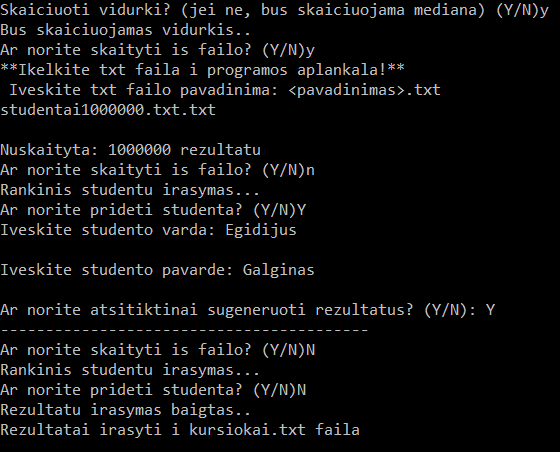 Skaiciuoti vidurki? (jei ne, bus skaiciuojama mediana) (Y/N)y
Bus skaiciuojamas vidurkis..
Ar norite skaityti is failo? (Y/N)y
**Ikelkite txt faila i programos aplankala!**
 Iveskite txt failo pavadinima: <pavadinimas>.txt
studentai1000000.txt.txt

Nuskaityta: 1000000 rezultatu
Ar norite skaityti is failo? (Y/N)n
Rankinis studentu irasymas...
Ar norite prideti studenta? (Y/N)Y
Iveskite studento varda: Egidijus

Iveskite studento pavarde: Galginas

Ar norite atsitiktinai sugeneruoti rezultatus? (Y/N): Y
-----------------------------------------
Ar norite skaityti is failo? (Y/N)N
Rankinis studentu irasymas...
Ar norite prideti studenta? (Y/N)N
Rezultatu irasymas baigtas..
Rezultatai irasyti i kursiokai.txt faila